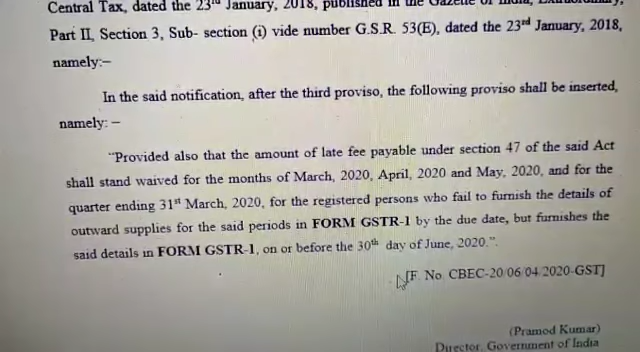 Central Tax, dated the 23rd January, 2018, published in the Gazette of India, Extraordinary,
Part II, Section 3, Sub- section (i) vide number G.S.R. 53(E), dated the 23rd January, 2018,
namely:–
In the said notification, after the third proviso, the following proviso shall be inserted,
namely: –
"Provided also that the amount of late fee payable under section 47 of the said Act
shall stand waived for the months of March, 2020, April, 2020 and May, 2020, and for the
quarter ending 31st March, 2020, for the registered persons who fail to furnish the details of
outward supplies for the said periods in FORM GSTR-1 by the due date, but furnishes the
said details in FORM GSTR-1, on or before the 30th day of June, 2020.".
[F. No. CBEC-20/06/04/2020-GST]
(Pramod Kumar)
Director, Government of India